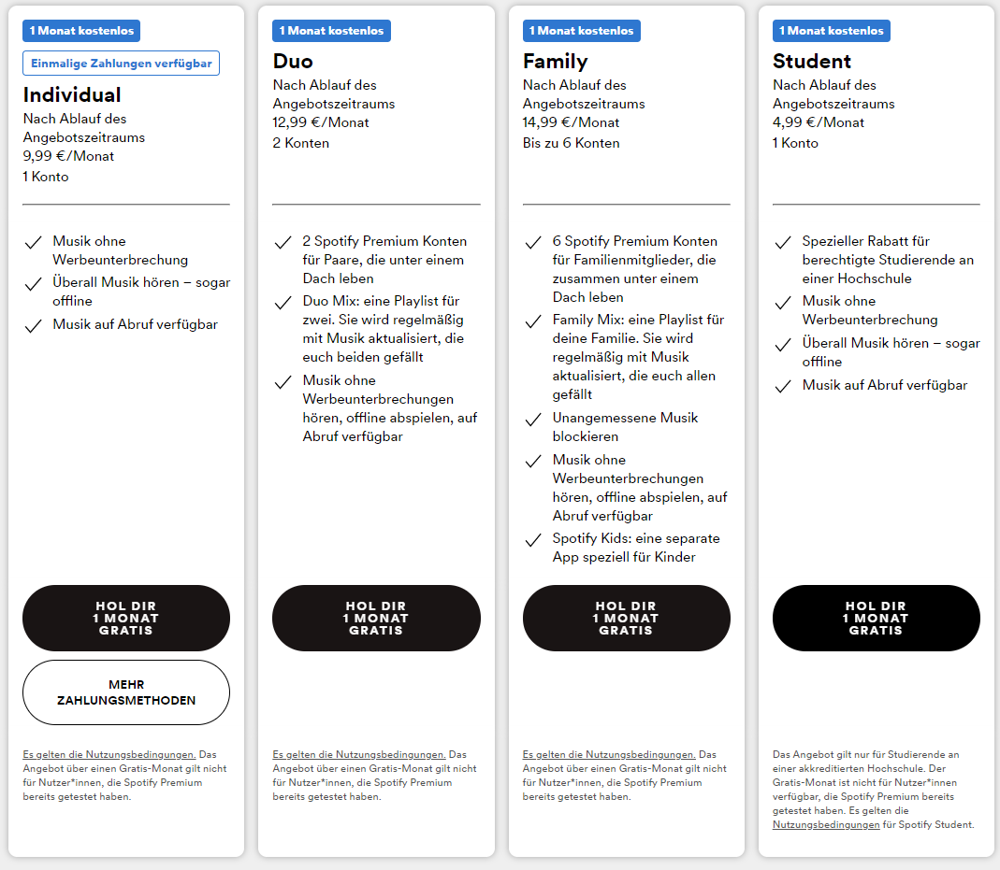 1 Monat kostenlos
Einmalige Zahlungen verfügbar
Individual
Nach Ablauf des
Angebotszeitraums
9,99 €/Monat
1 Konto
Musik ohne
Werbeunterbrechung
Überall Musik hören – sogar
offline
Musik auf Abruf verfügbar
HOL DIR
1 MONAT
GRATIS
MEHR
ZAHLUNGSMETHODEN
Es gelten die Nutzungsbedingungen. Das
Angebot über einen Gratis-Monat gilt nicht
für Nutzer*innen, die Spotify Premium
bereits getestet haben.
1 Monat kostenlos
Duo
Nach Ablauf des
Angebotszeitraums
12,99 €/Monat
2 Konten
2 Spotify Premium Konten
für Paare, die unter einem
Dach leben
Duo Mix: eine Playlist für
zwei. Sie wird regelmäßig
mit Musik aktualisiert, die
euch beiden gefällt
Musik ohne
Werbeunterbrechungen
hören, offline abspielen, auf
Abruf verfügbar
HOL DIR
1 MONAT
GRATIS
Es gelten die Nutzungsbedingungen. Das
Angebot über einen Gratis-Monat gilt nicht
für Nutzer*innen, die Spotify Premium
bereits getestet haben.
1 Monat kostenlos
Family
Nach Ablauf des
Angebotszeitraums
14,99 €/Monat
Bis zu 6 Konten
6 Spotify Premium Konten
für Familienmitglieder, die
zusammen unter einem
Dach leben
Family Mix: eine Playlist für
deine Familie. Sie wird
regelmäßig mit Musik
aktualisiert, die euch allen
gefällt
Unangemessene Musik
blockieren
Musik ohne
Werbeunterbrechungen
hören, offline abspielen, auf
Abruf verfügbar
Spotify Kids: eine separate
App speziell für Kinder
HOL DIR
1 MONAT
GRATIS
Es gelten die Nutzungsbedingungen. Das
Angebot über einen Gratis-Monat gilt nicht
für Nutzer*innen, die Spotify Premium
bereits getestet haben.
1 Monat kostenlos
Student
Nach Ablauf des
Angebotszeitraums
4,99 €/Monat
1 Konto
Spezieller Rabatt für
berechtigte Studierende an
einer Hochschule
Musik ohne
Werbeunterbrechung
Überall Musik hören – sogar
offline
Musik auf Abruf verfügbar
HOL DIR
1 MONAT
GRATIS
Das Angebot gilt nur für Studierende an
einer akkreditierten Hochschule. Der
Gratis-Monat ist nicht für Nutzer*innen
verfügbar, die Spotify Premium bereits
getestet haben. Es gelten die
Nutzungsbedingungen für Spotify Student.